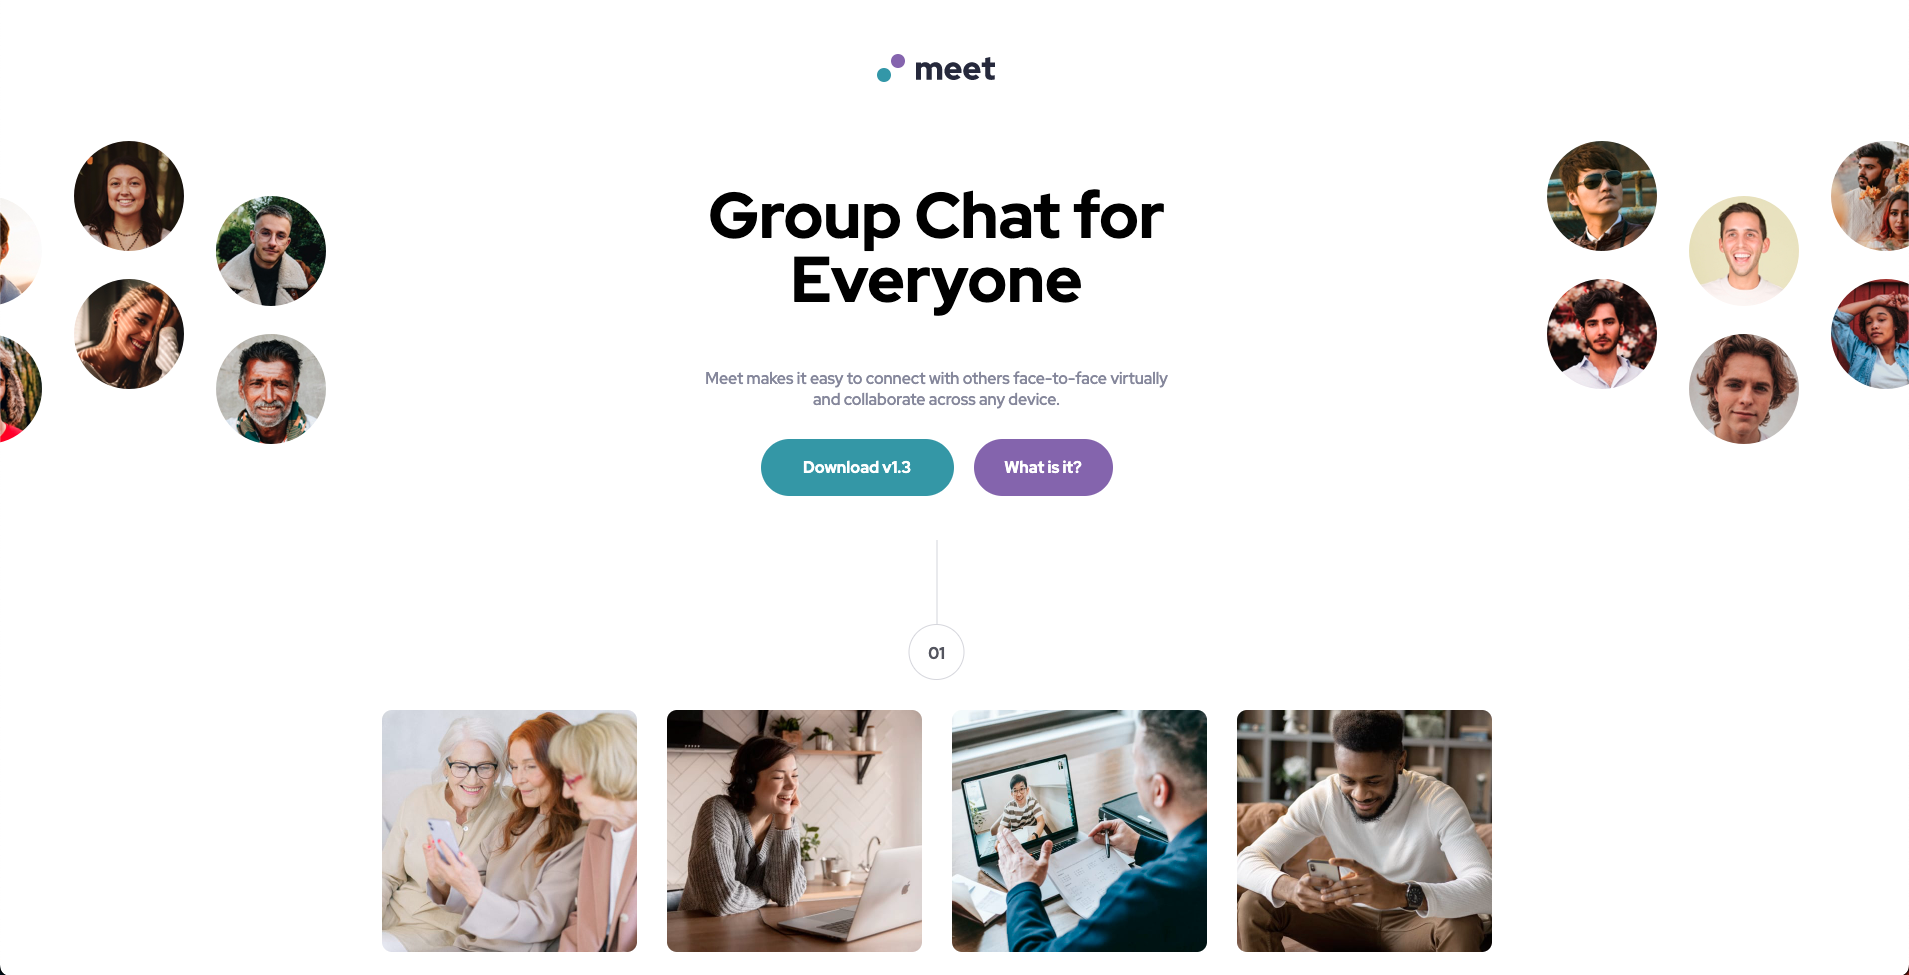 meet
Group Chat for
Everyone
Meet makes it easy to connect with others face-to-face virtually
and collaborate across any device.
Download v1.3
What is it?
01